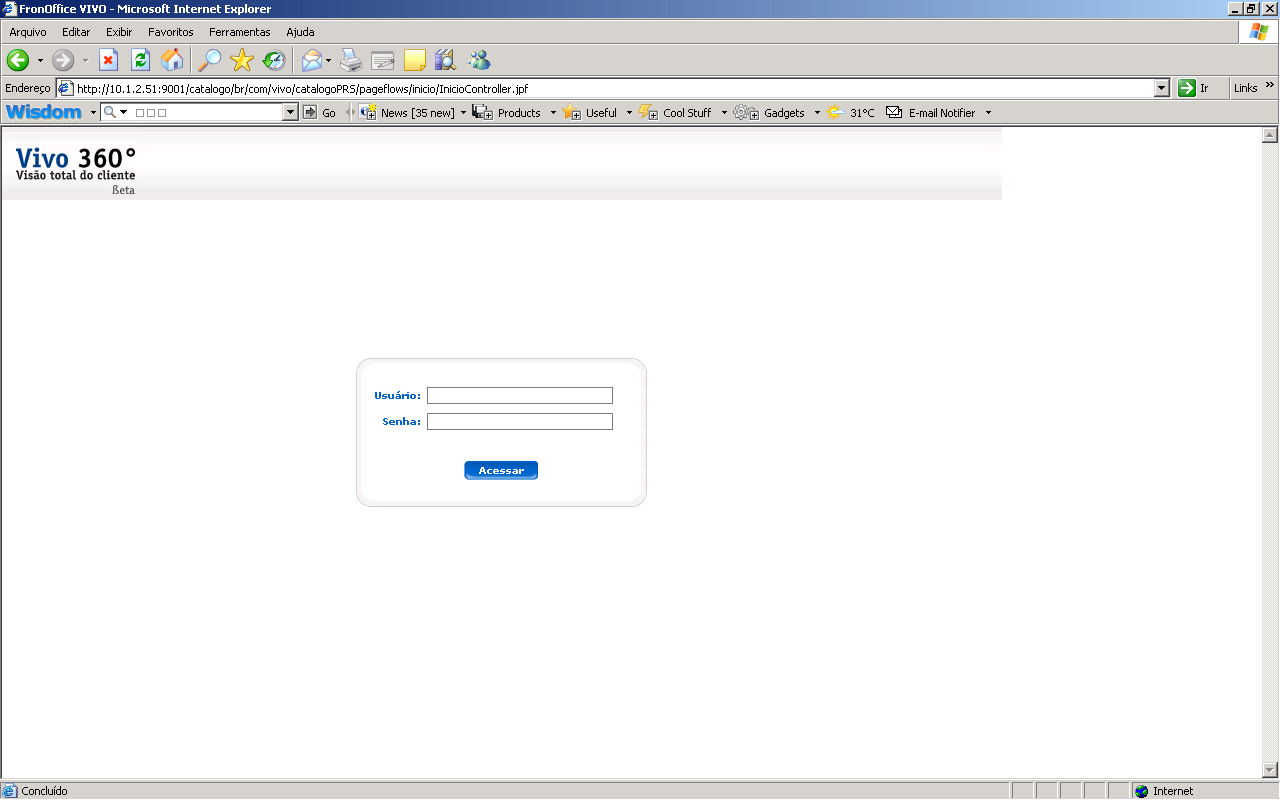 FronOffice VIVO - Microsoft Internet Explorer
Arquivo Editar Exibir Favoritos Ferramentas Ajuda
Endereço http://10.1.2.51:9001/catalogo/br/com/vivo/catalogoPRS/pageflows/inicio/InicioController.jpf Ir Links »
Wisdom Go News [35 new] Products Useful Cool Stuff Gadgets 31°C E-mail Notifier
Vivo 360°
Visão total do cliente
ßeta
Usuário:
Senha:
Acessar
Concluído Internet